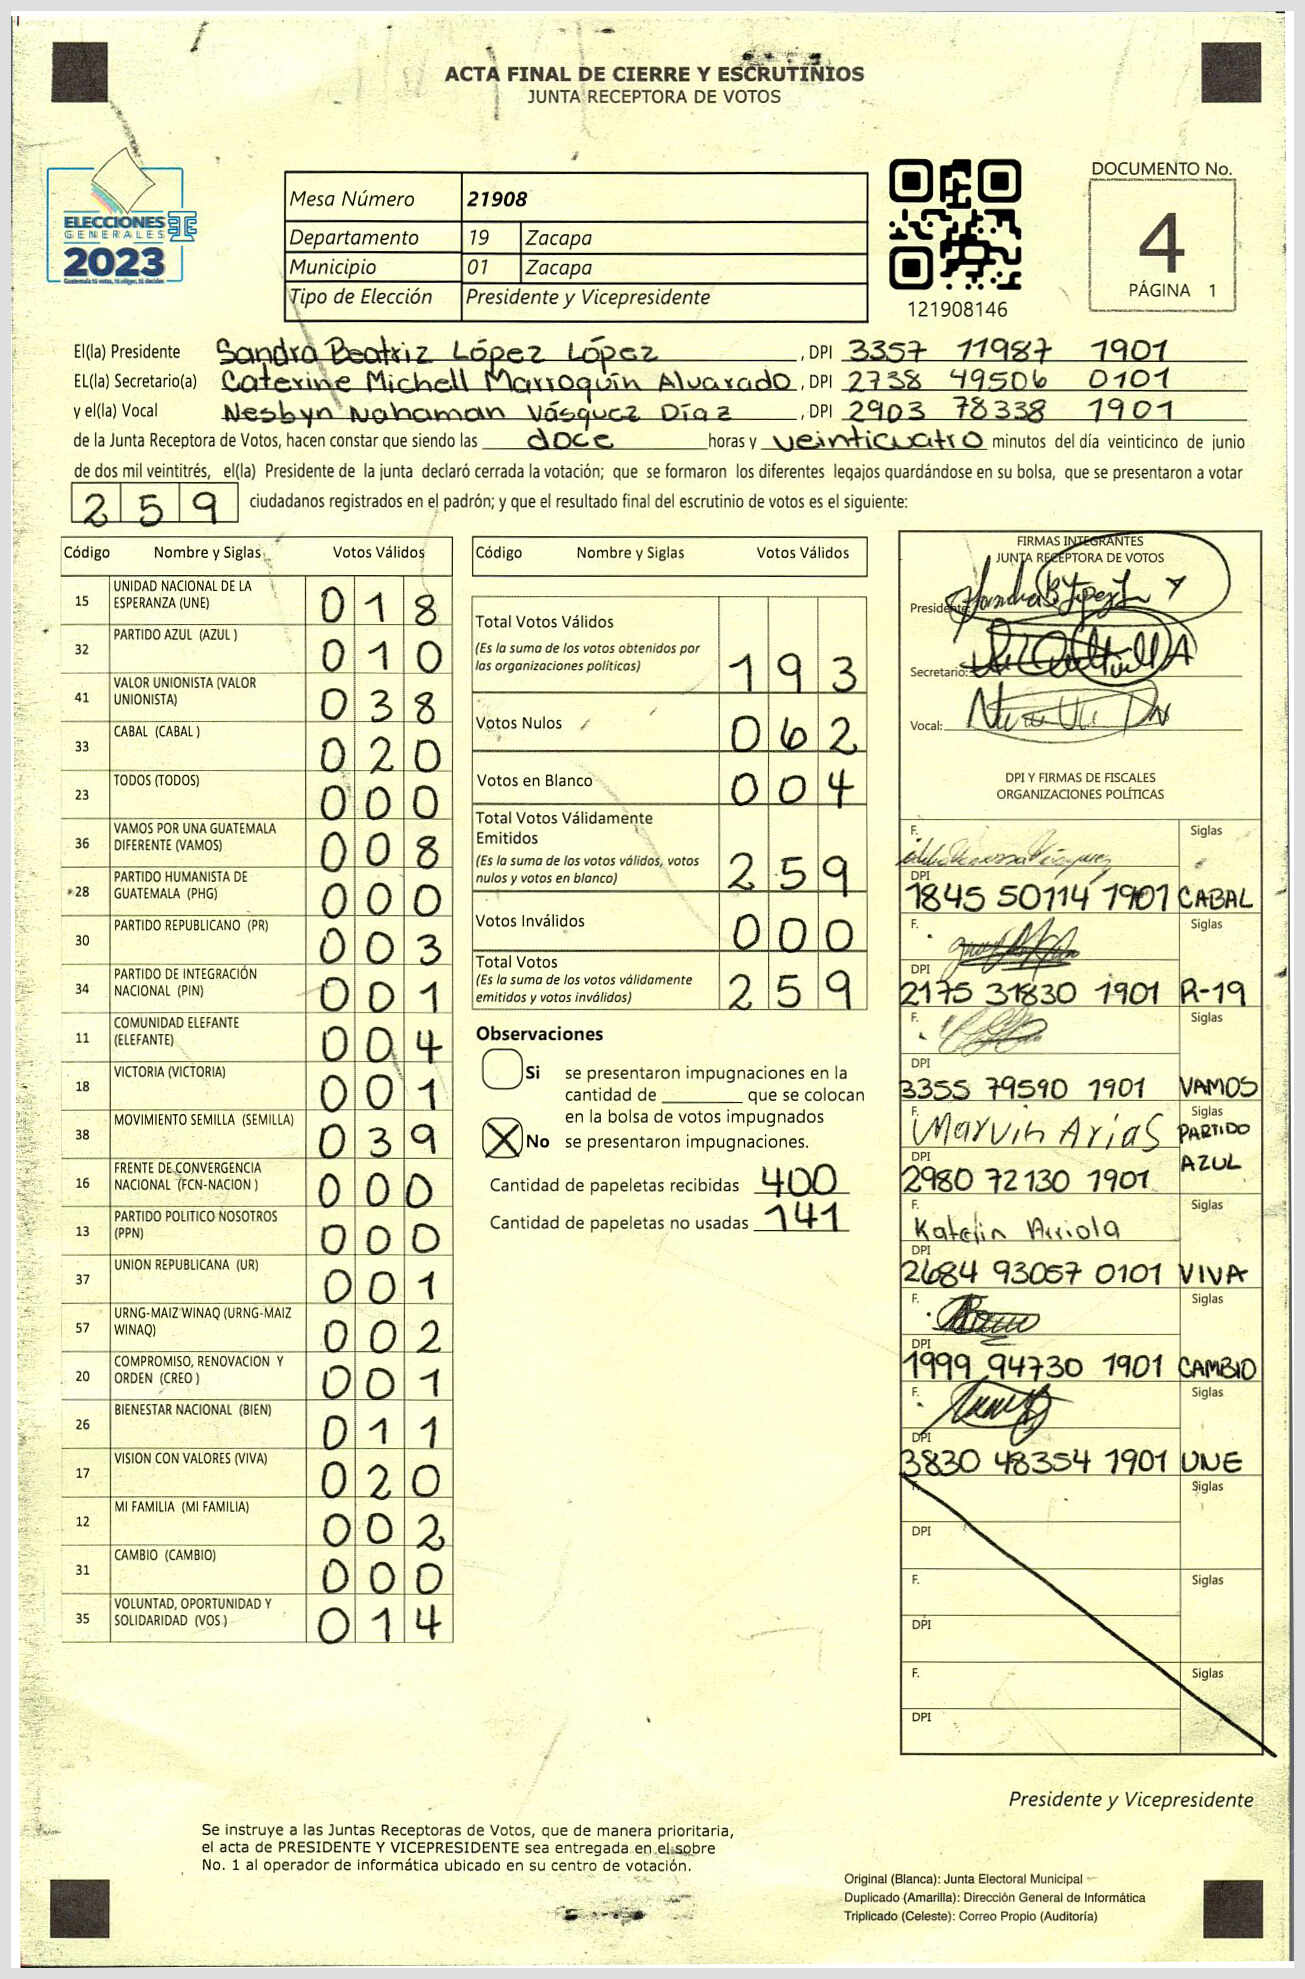 ACTA FINAL DE CIERRE Y ESCRUTINIOS
JUNTA RECEPTORA DE VOTOS
ELECCIONES
GENERALES
2023
Mesa Número 21908
Departamento 19 Zacapa
Municipio 01 Zacapa
Tipo de Elección Presidente y Vicepresidente
121908146
DOCUMENTO No.
4
PÁGINA 1
El(la) Presidente Sandra Beatriz López López, DPI 3357 11987 1901
EL(la) Secretario(a) Caterine Michell Marroquín Alvarado, DPI 2738 49506 0101
y el(la) Vocal Nesbyn Nahaman Vásquez Díaz, DPI 2903 78338 1901
de la Junta Receptora de Votos, hacen constar que siendo las doce horas y veinticuatro minutos del día veinticinco de junio
de dos mil veintitrés, el(la) Presidente de la junta declaró cerrada la votación; que se formaron los diferentes legajos guardándose en su bolsa, que se presentaron a votar
259 ciudadanos registrados en el padrón; y que el resultado final del escrutinio de votos es el siguiente:
Código Nombre y Siglas Votos Válidos
15 UNIDAD NACIONAL DE LA ESPERANZA (UNE) 018
32 PARTIDO AZUL (AZUL ) 010
41 VALOR UNIONISTA (VALOR UNIONISTA) 038
33 CABAL (CABAL ) 020
23 TODOS (TODOS) 000
36 VAMOS POR UNA GUATEMALA DIFERENTE (VAMOS) 008
28 PARTIDO HUMANISTA DE GUATEMALA (PHG) 000
30 PARTIDO REPUBLICANO (PR) 003
34 PARTIDO DE INTEGRACIÓN NACIONAL (PIN) 001
11 COMUNIDAD ELEFANTE (ELEFANTE) 004
18 VICTORIA (VICTORIA) 001
38 MOVIMIENTO SEMILLA (SEMILLA) 039
16 FRENTE DE CONVERGENCIA NACIONAL (FCN-NACION ) 000
13 PARTIDO POLITICO NOSOTROS (PPN) 000
37 UNION REPUBLICANA (UR) 001
57 URNG-MAIZ WINAQ (URNG-MAIZ WINAQ) 002
20 COMPROMISO, RENOVACION Y ORDEN (CREO ) 001
26 BIENESTAR NACIONAL (BIEN) 011
17 VISION CON VALORES (VIVA) 020
12 MI FAMILIA (MI FAMILIA) 002
31 CAMBIO (CAMBIO) 000
35 VOLUNTAD, OPORTUNIDAD Y SOLIDARIDAD (VOS ) 014
Código Nombre y Siglas Votos Válidos
Total Votos Válidos
(Es la suma de los votos obtenidos por
las organizaciones políticas) 193
Votos Nulos 062
Votos en Blanco 004
Total Votos Válidamente
Emitidos
(Es la suma de los votos válidos, votos
nulos y votos en blanco) 259
Votos Inválidos 000
Total Votos
(Es la suma de los votos válidamente
emitidos y votos inválidos) 259
Observaciones
Si se presentaron impugnaciones en la
cantidad de ________ que se colocan
en la bolsa de votos impugnados
X No se presentaron impugnaciones.
Cantidad de papeletas recibidas 400
Cantidad de papeletas no usadas 141
FIRMAS INTEGRANTES
JUNTA RECEPTORA DE VOTOS
Presidente:
Secretario:
Vocal:
DPI Y FIRMAS DE FISCALES
ORGANIZACIONES POLÍTICAS
F. Siglas
DPI
1845 50114 1901 CABAL
F. Siglas
DPI
2175 31830 1901 R-19
F. Siglas
DPI
3355 79590 1901 VAMOS
F. Marvin Arias Siglas
PARTIDO
AZUL
DPI
2980 72130 1901
F. Siglas
Katelin Arriola
DPI
2684 93057 0101 VIVA
F. Siglas
DPI
1999 94730 1901 CAMBIO
F. Siglas
DPI
3830 48354 1901 UNE
F. Siglas
DPI
F. Siglas
DPI
F. Siglas
DPI
Presidente y Vicepresidente
Se instruye a las Juntas Receptoras de Votos, que de manera prioritaria,
el acta de PRESIDENTE Y VICEPRESIDENTE sea entregada en el sobre
No. 1 al operador de informática ubicado en su centro de votación.
Original (Blanca): Junta Electoral Municipal
Duplicado (Amarilla): Dirección General de Informática
Triplicado (Celeste): Correo Propio (Auditoría)